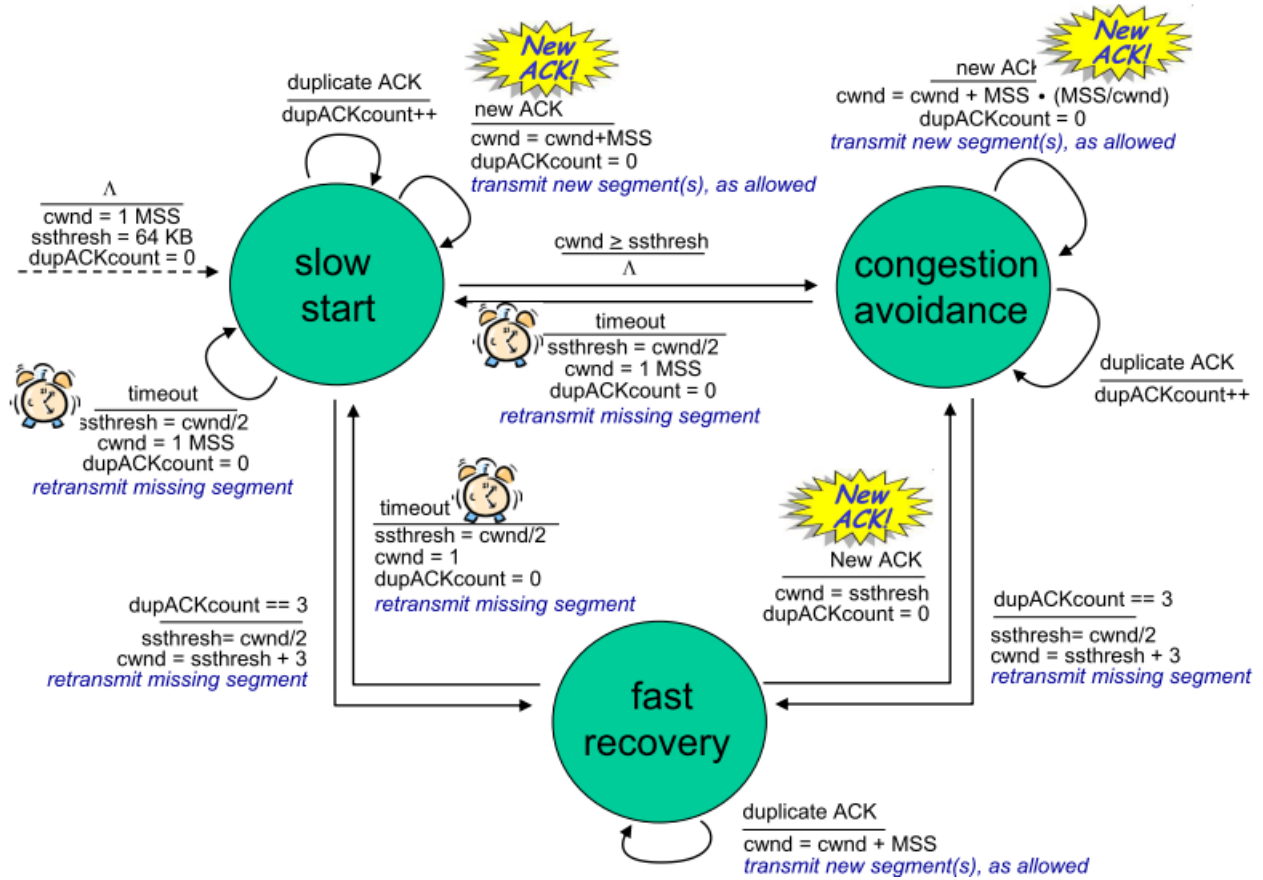 New
ACK!
duplicate ACK
dupACKcount++
new ACK
cwnd = cwnd+MSS
dupACKcount = 0
transmit new segment(s), as allowed
New
ACK!
new ACK
cwnd = cwnd + MSS • (MSS/cwnd)
dupACKcount = 0
transmit new segment(s), as allowed
Λ
cwnd = 1 MSS
ssthresh = 64 KB
dupACKcount = 0
slow
start
cwnd ≥ ssthresh
Λ
congestion
avoidance
timeout
ssthresh = cwnd/2
cwnd = 1 MSS
dupACKcount = 0
retransmit missing segment
timeout
ssthresh = cwnd/2
cwnd = 1 MSS
dupACKcount = 0
retransmit missing segment
duplicate ACK
dupACKcount++
timeout
ssthresh = cwnd/2
cwnd = 1
dupACKcount = 0
retransmit missing segment
New
ACK!
New ACK
cwnd = ssthresh
dupACKcount = 0
dupACKcount == 3
ssthresh= cwnd/2
cwnd = ssthresh + 3
retransmit missing segment
dupACKcount == 3
ssthresh= cwnd/2
cwnd = ssthresh + 3
retransmit missing segment
fast
recovery
duplicate ACK
cwnd = cwnd + MSS
transmit new segment(s), as allowed